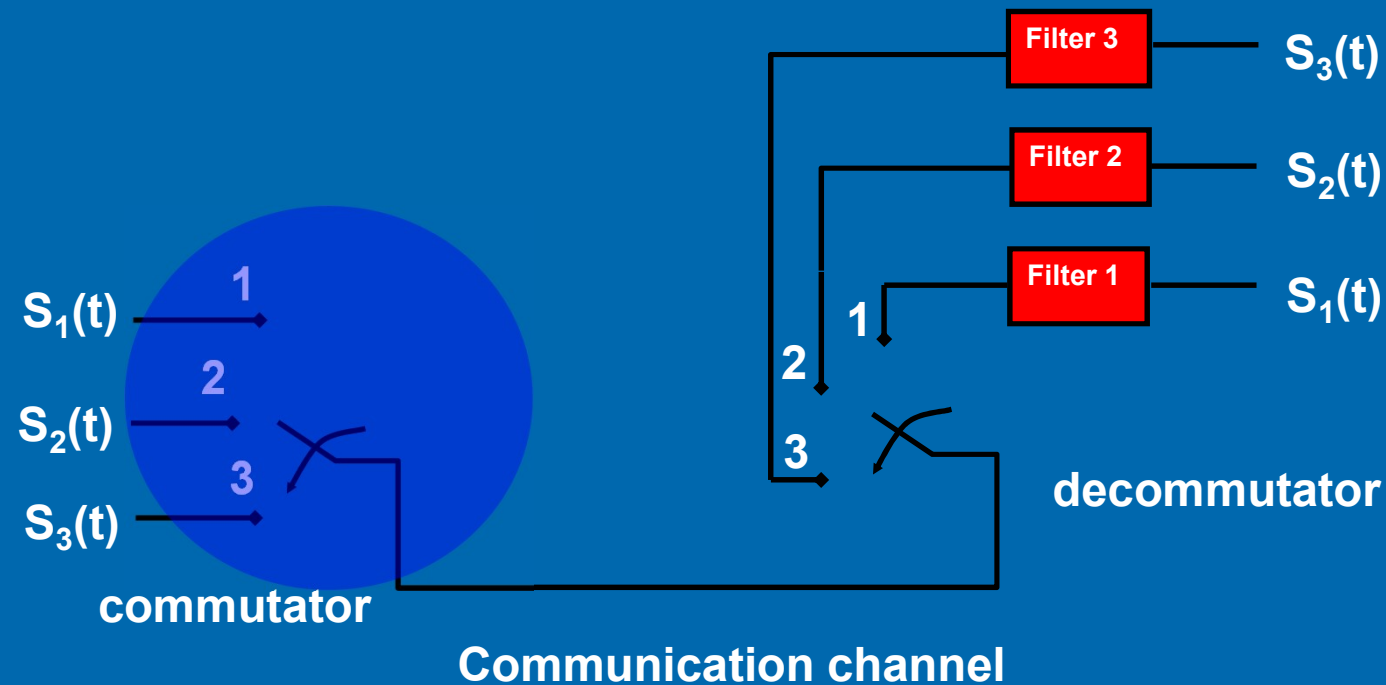 Filter 3
S₃(t)
Filter 2
S₂(t)
Filter 1
S₁(t)
1
S₁(t)
1
2
2
S₂(t)
3
3
decommutator
S₃(t)
commutator
Communication channel